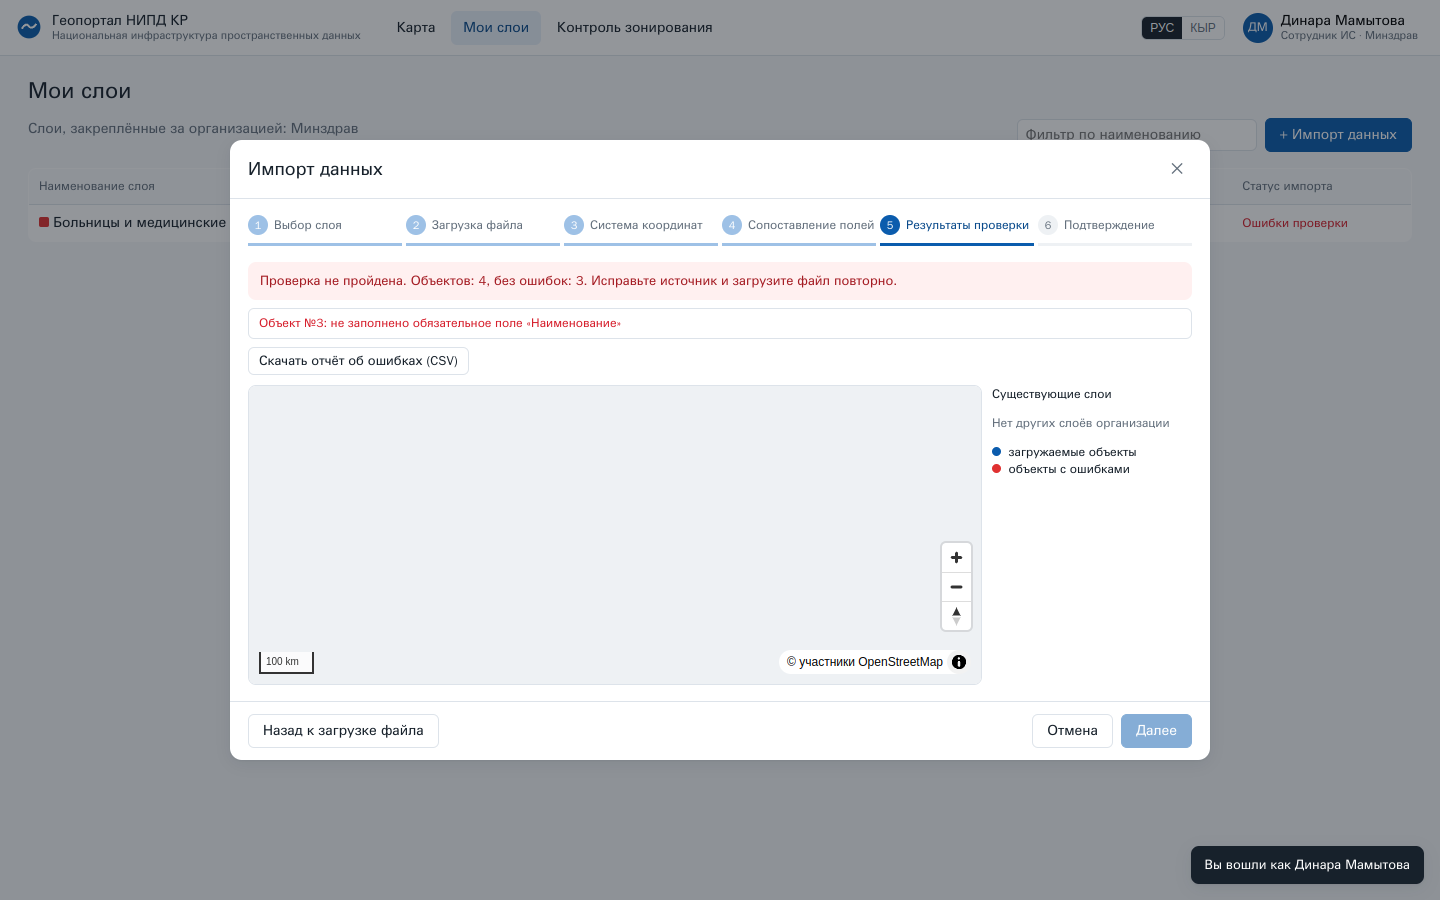 Геопортал НИПД КР
Национальная инфраструктура пространственных данных
Карта
Мои слои
Контроль зонирования
РУС
КЫР
ДМ
Динара Мамытова
Сотрудник ИС · Минздрав
Мои слои
Слои, закреплённые за организацией: Минздрав
Фильтр по наименованию
+ Импорт данных
Наименование слоя
Статус импорта
Больницы и медицинские
Ошибки проверки
Импорт данных
1 Выбор слоя
2 Загрузка файла
3 Система координат
4 Сопоставление полей
5 Результаты проверки
6 Подтверждение
Проверка не пройдена. Объектов: 4, без ошибок: 3. Исправьте источник и загрузите файл повторно.
Объект №3: не заполнено обязательное поле «Наименование»
Скачать отчёт об ошибках (CSV)
Существующие слои
Нет других слоёв организации
загружаемые объекты
объекты с ошибками
100 km
© участники OpenStreetMap
Назад к загрузке файла
Отмена
Далее
Вы вошли как Динара Мамытова